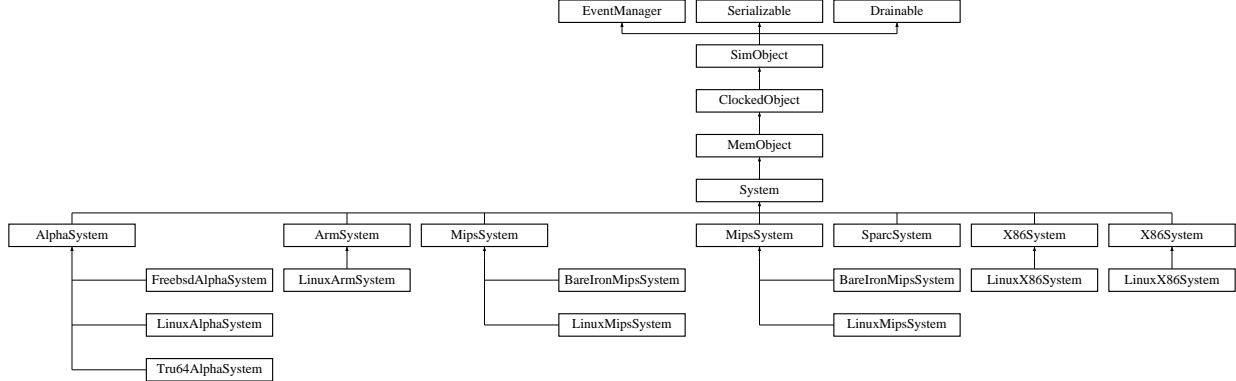 EventManager Serializable Drainable
SimObject
ClockedObject
MemObject
System
AlphaSystem ArmSystem MipsSystem MipsSystem SparcSystem X86System X86System
FreebsdAlphaSystem LinuxArmSystem BareIronMipsSystem BareIronMipsSystem LinuxX86System LinuxX86System
LinuxAlphaSystem LinuxMipsSystem LinuxMipsSystem
Tru64AlphaSystem